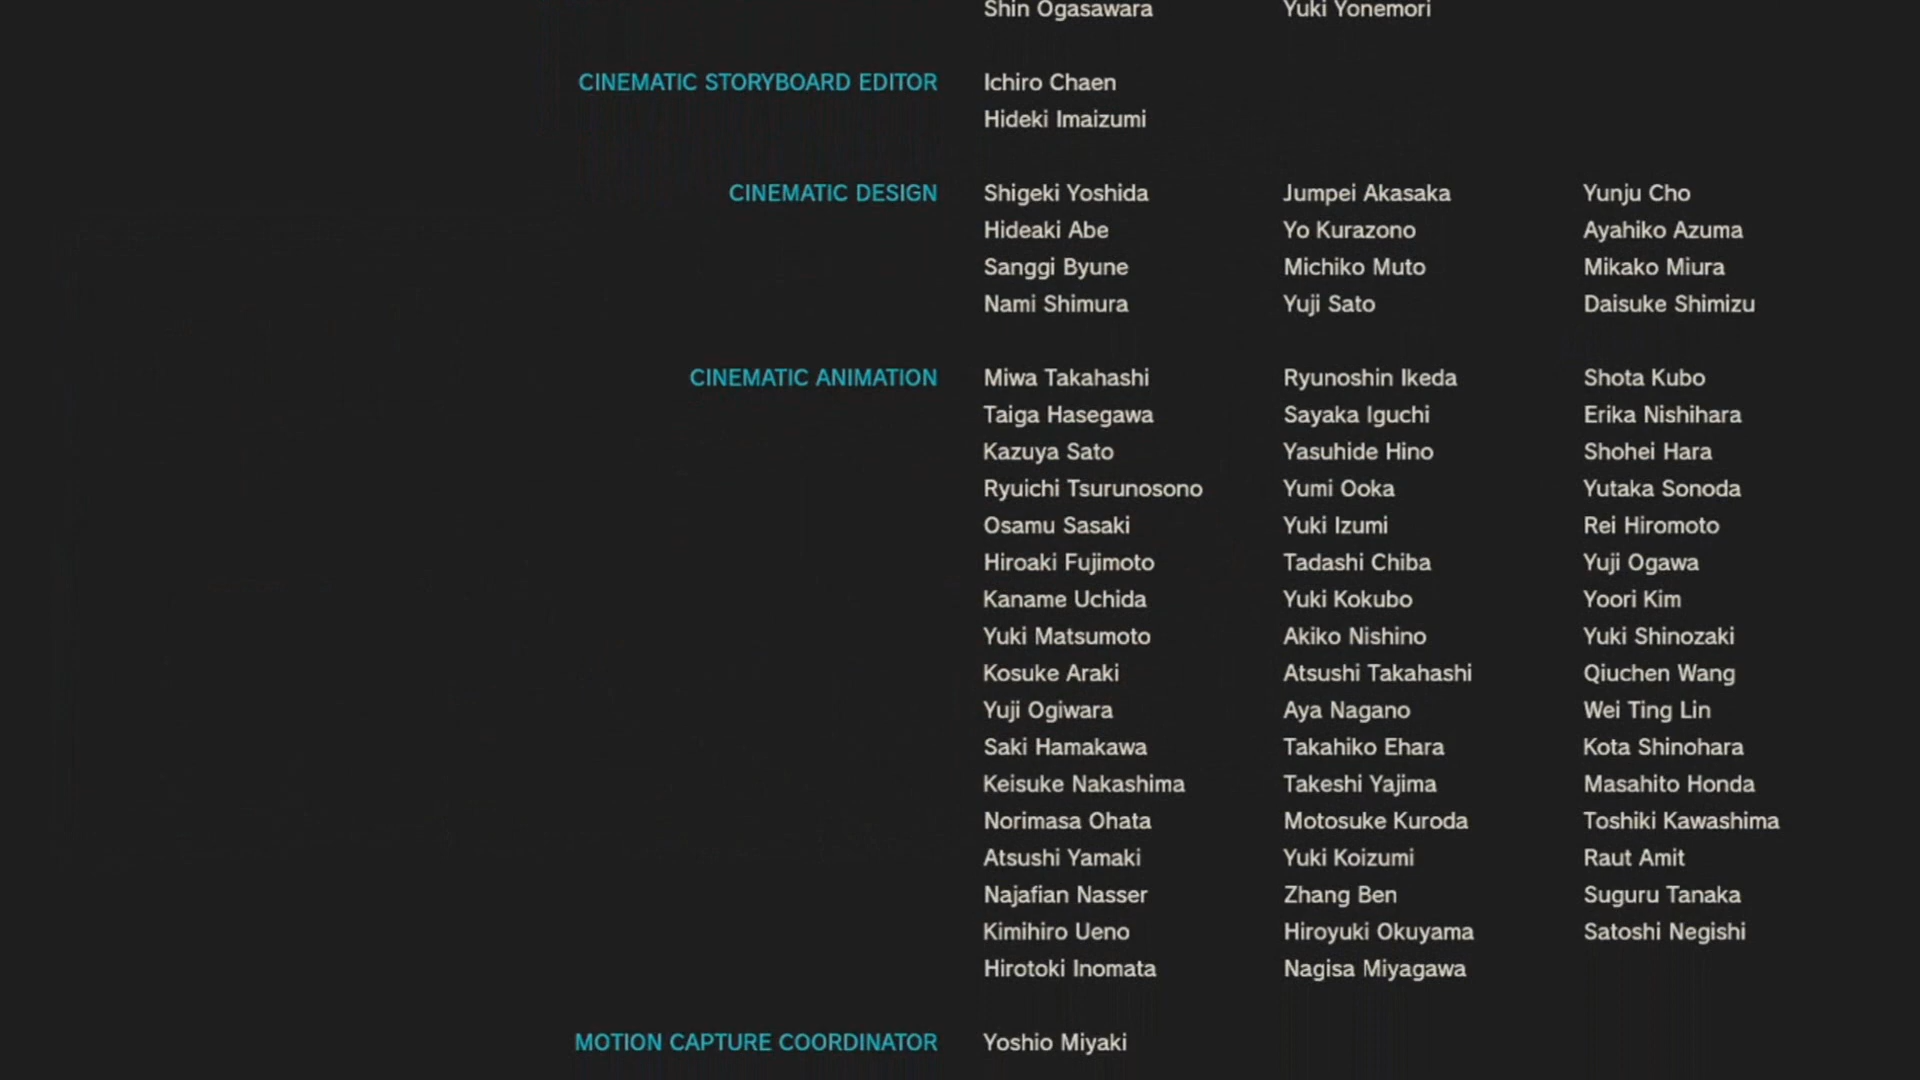 Shin Ogasawara Yuki Yonemori
CINEMATIC STORYBOARD EDITOR Ichiro Chaen
Hideki Imaizumi
CINEMATIC DESIGN Shigeki Yoshida Jumpei Akasaka Yunju Cho
Hideaki Abe Yo Kurazono Ayahiko Azuma
Sanggi Byune Michiko Muto Mikako Miura
Nami Shimura Yuji Sato Daisuke Shimizu
CINEMATIC ANIMATION Miwa Takahashi Ryunoshin Ikeda Shota Kubo
Taiga Hasegawa Sayaka Iguchi Erika Nishihara
Kazuya Sato Yasuhide Hino Shohei Hara
Ryuichi Tsurunosono Yumi Ooka Yutaka Sonoda
Osamu Sasaki Yuki Izumi Rei Hiromoto
Hiroaki Fujimoto Tadashi Chiba Yuji Ogawa
Kaname Uchida Yuki Kokubo Yoori Kim
Yuki Matsumoto Akiko Nishino Yuki Shinozaki
Kosuke Araki Atsushi Takahashi Qiuchen Wang
Yuji Ogiwara Aya Nagano Wei Ting Lin
Saki Hamakawa Takahiko Ehara Kota Shinohara
Keisuke Nakashima Takeshi Yajima Masahito Honda
Norimasa Ohata Motosuke Kuroda Toshiki Kawashima
Atsushi Yamaki Yuki Koizumi Raut Amit
Najafian Nasser Zhang Ben Suguru Tanaka
Kimihiro Ueno Hiroyuki Okuyama Satoshi Negishi
Hirotoki Inomata Nagisa Miyagawa
MOTION CAPTURE COORDINATOR Yoshio Miyaki